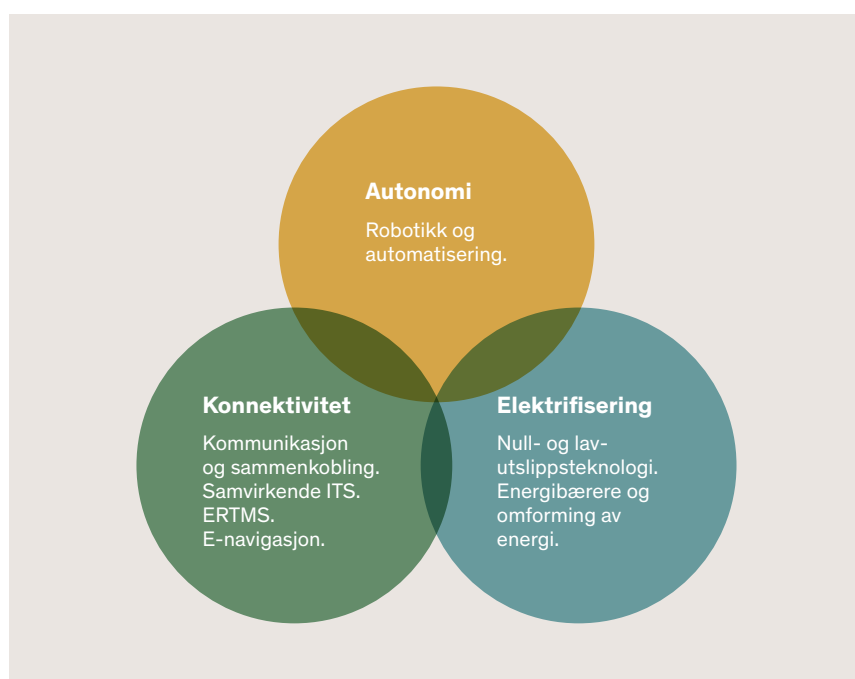 Autonomi
Robotikk og
automatisering.
Konnektivitet
Kommunikasjon
og sammenkobling.
Samvirkende ITS.
ERTMS.
E-navigasjon.
Elektrifisering
Null- og lav-
utslippsteknologi.
Energibærere og
omforming av
energi.